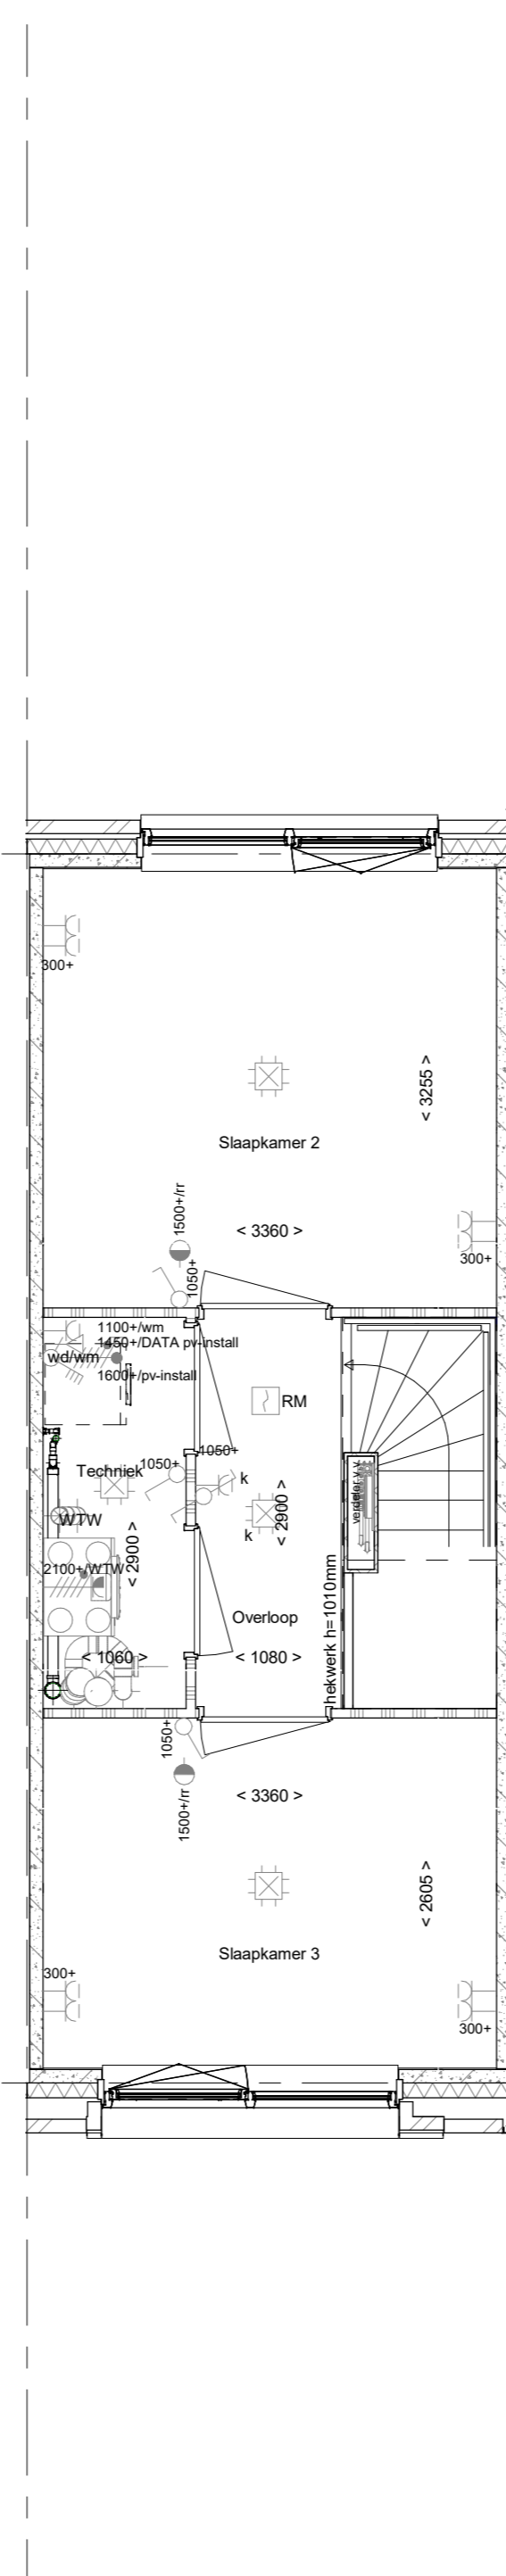 300+
< 3255 >
Slaapkamer 2
1500+/rr
< 3360 >
300+
1050+
1100+/wm
1450+/DATA pv-install
wd/wm
1600+/pv-install
RM
1050+
verdeler v.v.
Techniek
1050+
k
WTW
k
< 2900 >
< 2900 >
2100+/WTW
hekwerk h=1010mm
Overloop
< 1060 >
< 1080 >
1050+
1500+/rr
< 3360 >
< 2605 >
Slaapkamer 3
300+
300+